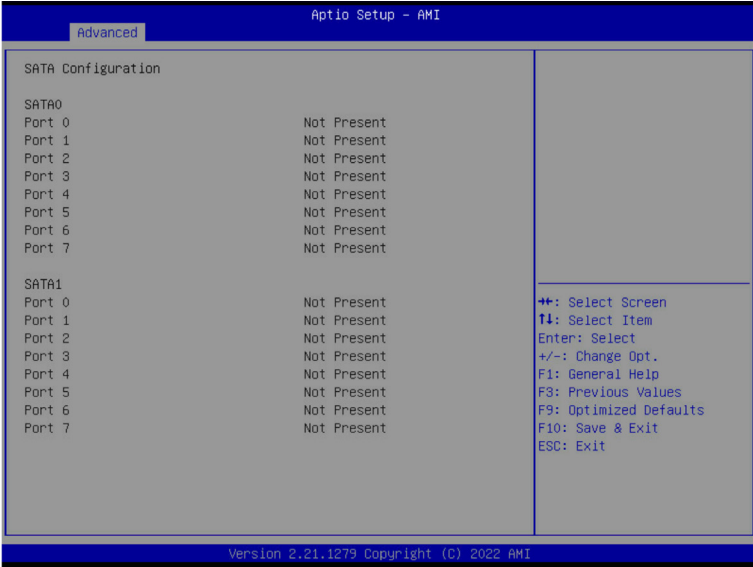 Aptio Setup - AMI
Advanced
SATA Configuration
SATA0
Port 0 Not Present
Port 1 Not Present
Port 2 Not Present
Port 3 Not Present
Port 4 Not Present
Port 5 Not Present
Port 6 Not Present
Port 7 Not Present
SATA1
Port 0 Not Present
Port 1 Not Present
Port 2 Not Present
Port 3 Not Present
Port 4 Not Present
Port 5 Not Present
Port 6 Not Present
Port 7 Not Present
→←: Select Screen
↑↓: Select Item
Enter: Select
+/-: Change Opt.
F1: General Help
F3: Previous Values
F9: Optimized Defaults
F10: Save & Exit
ESC: Exit
Version 2.21.1279 Copyright (C) 2022 AMI